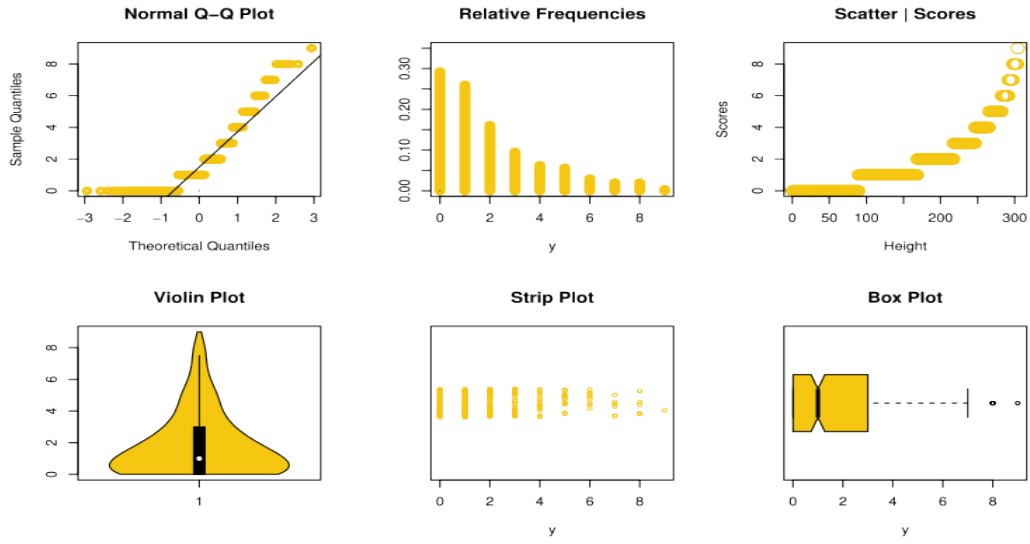 Normal Q−Q Plot
Sample Quantiles
8
6
4
2
0
−3 −2 −1 0 1 2 3
Theoretical Quantiles
Relative Frequencies
0.30
0.20
0.10
0.00
0 2 4 6 8
y
Scatter | Scores
Scores
8
6
4
2
0
0 50 100 200 300
Height
Violin Plot
8
6
4
2
0
1
Strip Plot
0 2 4 6 8
y
Box Plot
0 2 4 6 8
y